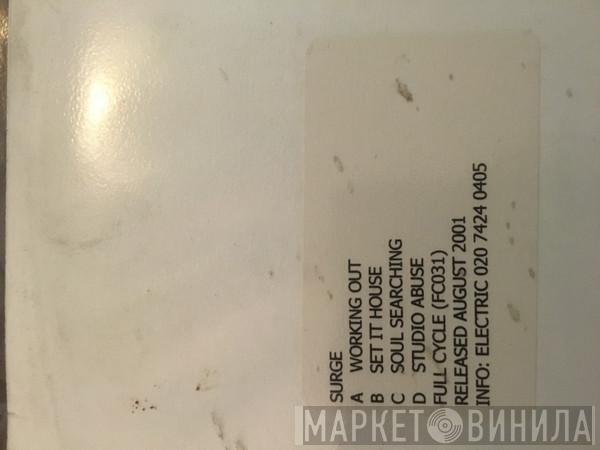 SURGE
A WORKING OUT
B SET IT HOUSE
C SOUL SEARCHING
D STUDIO ABUSE
FULL CYCLE (FC031)
RELEASED AUGUST 2001
INFO: ELECTRIC 020 7424 0405
МАРКЕТ ВИНИЛА